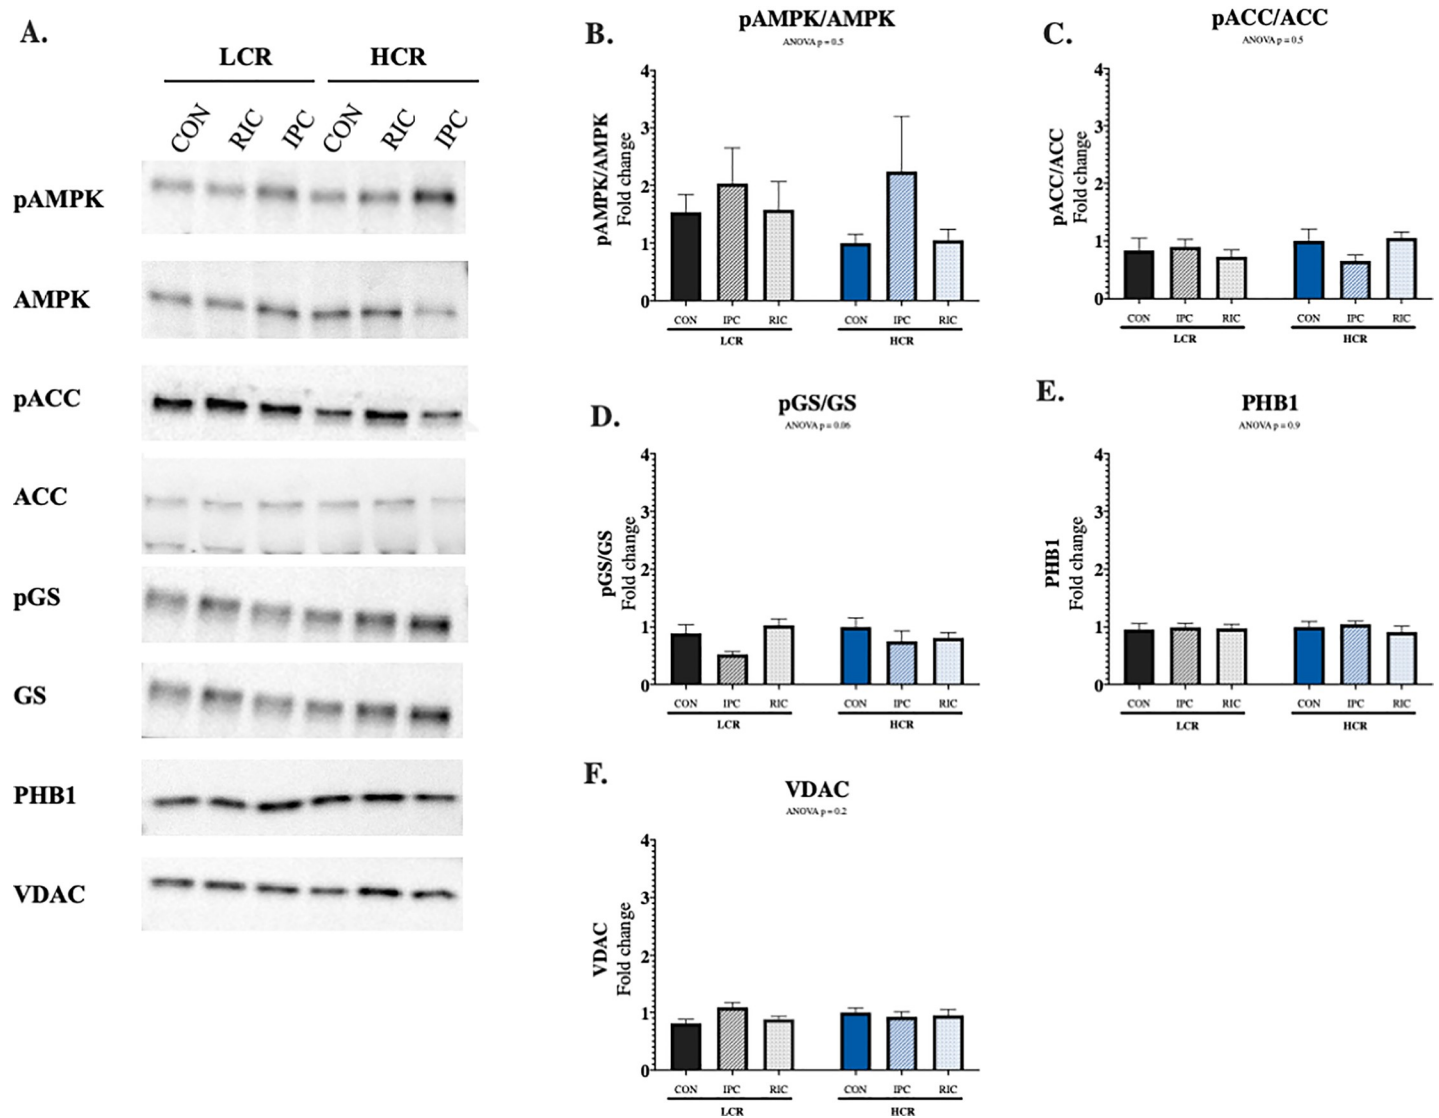 A.
LCR HCR
CON RIC IPC CON RIC IPC
pAMPK
AMPK
pACC
ACC
pGS
GS
PHB1
VDAC
B.
pAMPK/AMPK
ANOVA p = 0.5
pAMPK/AMPK
Fold change
4
3
2
1
0
CON IPC RIC CON IPC RIC
LCR HCR
C.
pACC/ACC
ANOVA p = 0.5
pACC/ACC
Fold change
4
3
2
1
0
CON IPC RIC CON IPC RIC
LCR HCR
D.
pGS/GS
ANOVA p = 0.06
pGS/GS
Fold change
4
3
2
1
0
CON IPC RIC CON IPC RIC
LCR HCR
E.
PHB1
ANOVA p = 0.9
PHB1
Fold change
4
3
2
1
0
CON IPC RIC CON IPC RIC
LCR HCR
F.
VDAC
ANOVA p = 0.2
VDAC
Fold change
4
3
2
1
0
CON IPC RIC CON IPC RIC
LCR HCR